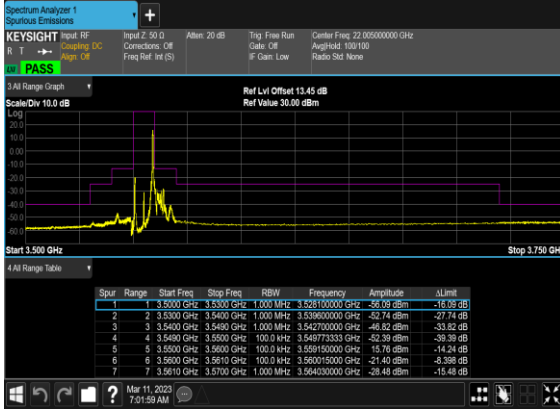 Spectrum Analyzer 1
Spurious Emissions
+
KEYSIGHT Input: RF Input Z: 50 Ω Atten: 20 dB Trig: Free Run Center Freq: 22.005000000 GHz
R T Coupling: DC Corrections: Off Gate: Off Avg|Hold: 100/100
Align: Off Freq Ref: Int (S) IF Gain: Low Radio Std: None
PASS
3 All Range Graph
Ref Lvl Offset 13.45 dB
Scale/Div 10.0 dB Ref Value 30.00 dBm
Log
20.0
10.0
0.00
-10.0
-20.0
-30.0
-40.0
-50.0
-60.0
Start 3.500 GHz Stop 3.750 GH
4 All Range Table
Spur Range Start Freq Stop Freq RBW Frequency Amplitude ΔLimit
1 1 3.5000 GHz 3.5300 GHz 1.000 MHz 3.528100000 GHz -56.09 dBm -16.09 dB
2 2 3.5300 GHz 3.5400 GHz 1.000 MHz 3.539600000 GHz -52.74 dBm -27.74 dB
3 3 3.5400 GHz 3.5490 GHz 1.000 MHz 3.542700000 GHz -46.82 dBm -33.82 dB
4 4 3.5490 GHz 3.5500 GHz 100.0 kHz 3.549773333 GHz -52.39 dBm -39.39 dB
5 5 3.5500 GHz 3.5600 GHz 100.0 kHz 3.559150000 GHz 15.76 dBm -14.24 dB
6 6 3.5600 GHz 3.5610 GHz 100.0 kHz 3.560015000 GHz -21.40 dBm -8.398 dB
7 7 3.5610 GHz 3.5700 GHz 1.000 MHz 3.564030000 GHz -28.48 dBm -15.48 dB
? Mar 11, 2023
7:01:59 AM